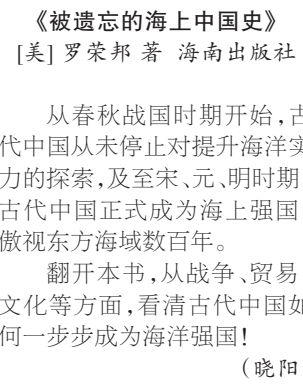 《被遗忘的海上中国史》
[美] 罗荣邦 著 海南出版社
从春秋战国时期开始,古
代中国从未停止对提升海洋实
力的探索,及至宋、元、明时期
古代中国正式成为海上强国
傲视东方海域数百年。
翻开本书,从战争、贸易
文化等方面,看清古代中国如
何一步步成为海洋强国!
(晓阳